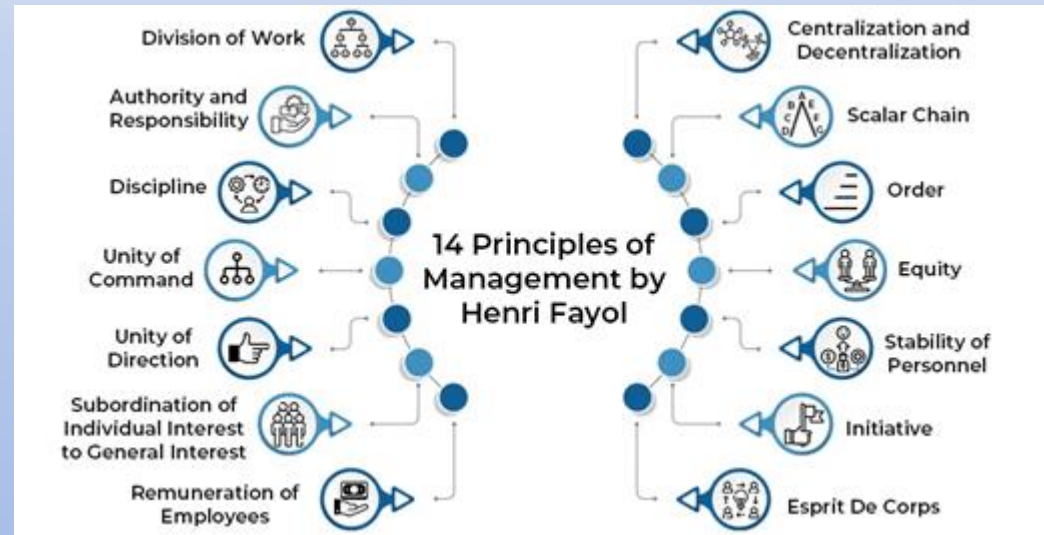 Division of Work
Authority and
Responsibility
Discipline
Unity of
Command
Unity of
Direction
Subordination of
Individual Interest
to General Interest
Remuneration of
Employees
14 Principles of
Management by
Henri Fayol
Centralization and
Decentralization
A
B E
C F
D G
Scalar Chain
Order
Equity
Stability of
Personnel
Initiative
Esprit De Corps